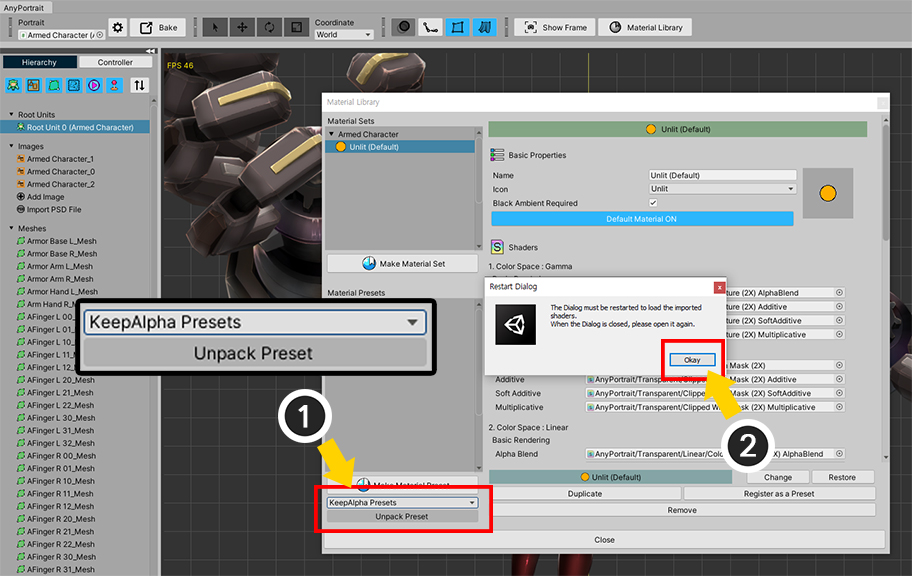 AnyPortrait
Portrait
Armed Character (A
Bake
Coordinate
World
Show Frame
Material Library
Hierarchy
Controller
FPS 46
Root Units
Root Unit 0 (Armed Character)
Images
Armed Character_1
Armed Character_0
Armed Character_2
Add Image
Import PSD File
Meshes
Armor Base L_Mesh
Armor Base R_Mesh
Armor Arm L_Mesh
Armor Arm R_Mesh
Armor Hand L_Mesh
Arm Hand R_M
AFinger L 00_
AFinger L 01_
AFinger L 10_
AFinger L 11_
AFinger L 12_Mesh
AFinger L 20_Mesh
AFinger L 21_Mesh
AFinger L 22_Mesh
AFinger L 30_Mesh
AFinger L 31_Mesh
AFinger L 32_Mesh
AFinger R 00_Mesh
AFinger R 01_Mesh
AFinger R 10_Mesh
AFinger R 11_Mesh
AFinger R 12_Mesh
AFinger R 20_Mesh
AFinger R 21_Mesh
AFinger R 22_Mesh
AFinger R 30_Mesh
AFinger R 31_Mesh
Material Library
Material Sets
Armed Character
Unlit (Default)
Make Material Set
Material Presets
KeepAlpha Presets
Unpack Preset
1
Make Material Preset
KeepAlpha Presets
Unpack Preset
Unlit (Default)
Basic Properties
Name
Unlit (Default)
Icon
Unlit
Black Ambient Required
Default Material ON
Shaders
1. Color Space : Gamma
ture (2X) AlphaBlend
ture (2X) Additive
ture (2X) SoftAdditive
ture (2X) Multiplicative
Restart Dialog
x
The Dialog must be restarted to load the imported
shaders.
When the Dialog is closed, please open it again.
Okay
2
Mask (2X)
Additive
AnyPortrait/Transparent/Clipped Mask (2X) Additive
Soft Additive
AnyPortrait/Transparent/Clipped Mask (2X) SoftAdditive
Multiplicative
AnyPortrait/Transparent/Clipped W Mask (2X) Multiplicative
2. Color Space : Linear
Basic Rendering
Alpha Blend
AnyPortrait/Transparent/Linear/Colo X) AlphaBlend
Unlit (Default)
Change
Restore
Duplicate
Register as a Preset
Remove
Close